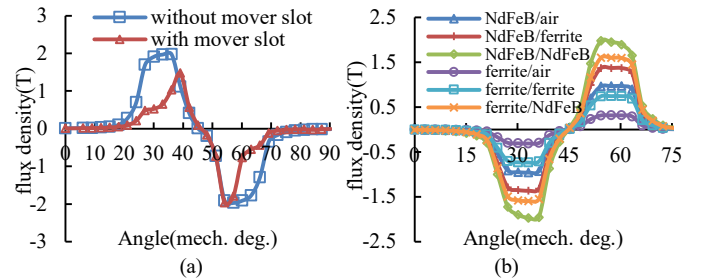 without mover slot
with mover slot
flux density(T)
3
2
1
0
-1
-2
-3
0 10 20 30 40 50 60 70 80 90
Angle(mech. deg.)
(a)
NdFeB/air
NdFeB/ferrite
NdFeB/NdFeB
ferrite/air
ferrite/ferrite
ferrite/NdFeB
flux density(T)
2.5
1.5
0.5
-0.5
-1.5
-2.5
0 15 30 45 60 75
Angle(mech. deg.)
(b)